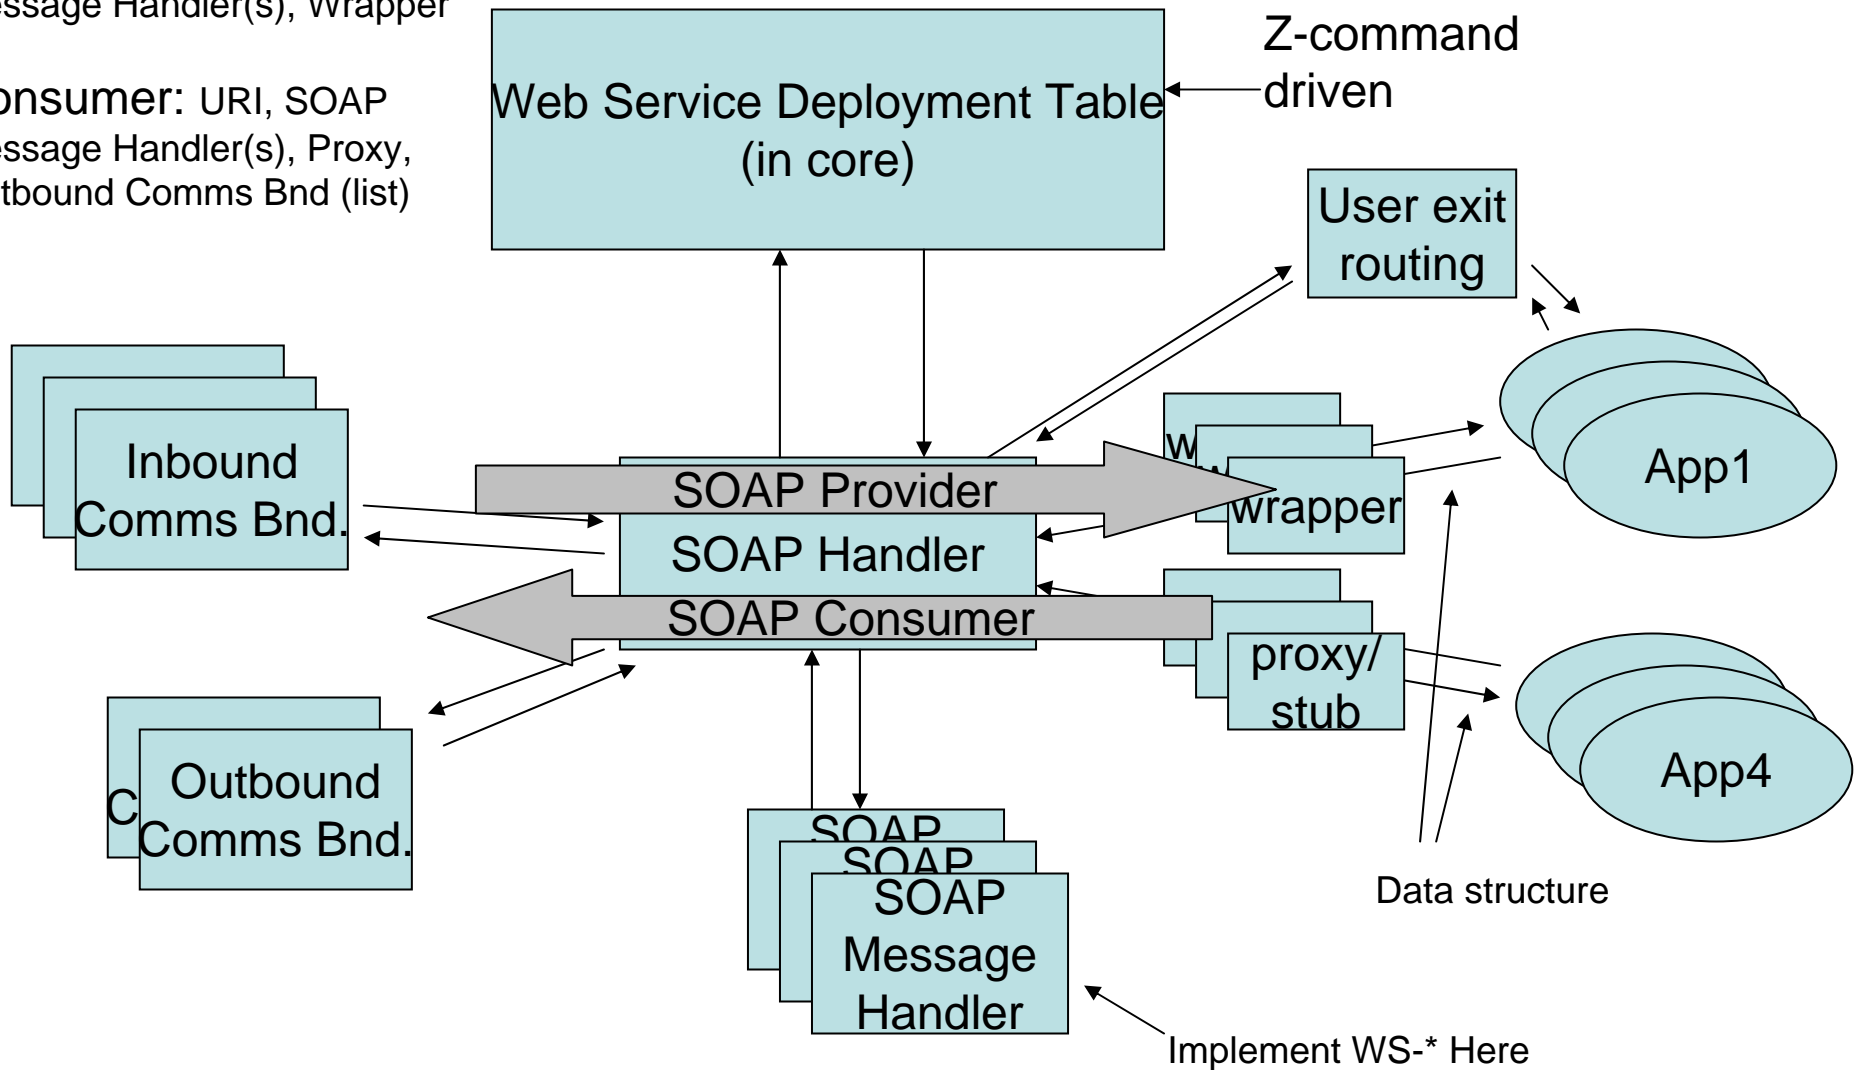 essage Handler(s), Wrapper
onsumer: URI, SOAP
essage Handler(s), Proxy,
tbound Comms Bnd (list)
Web Service Deployment Table
(in core)
Z-command
driven
User exit
routing
Inbound
Comms Bnd.
SOAP Provider
SOAP Handler
SOAP Consumer
w
w
wrapper
App1
proxy/
stub
App4
C
Outbound
Comms Bnd.
SOAP
SOAP
SOAP
Message
Handler
Data structure
Implement WS-* Here